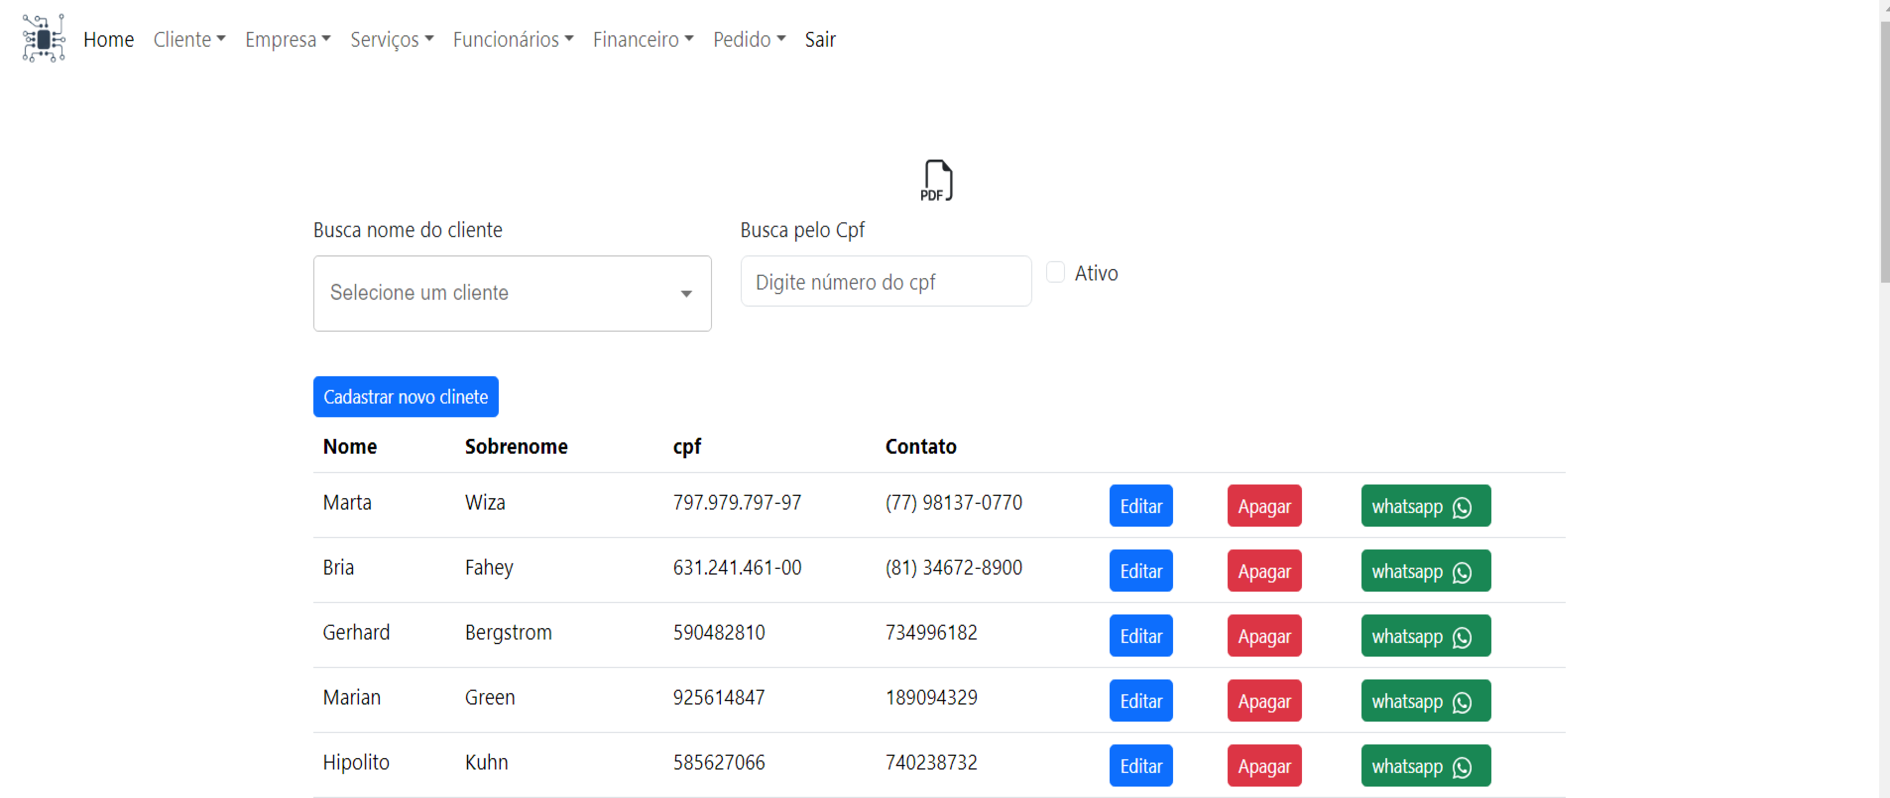 Home Cliente Empresa Serviços Funcionários Financeiro Pedido Sair
PDF
Busca nome do cliente Busca pelo Cpf
Selecione um cliente Digite número do cpf Ativo
Cadastrar novo clinete
Nome Sobrenome cpf Contato
Marta Wiza 797.979.797-97 (77) 98137-0770 Editar Apagar whatsapp
Bria Fahey 631.241.461-00 (81) 34672-8900 Editar Apagar whatsapp
Gerhard Bergstrom 590482810 734996182 Editar Apagar whatsapp
Marian Green 925614847 189094329 Editar Apagar whatsapp
Hipolito Kuhn 585627066 740238732 Editar Apagar whatsapp